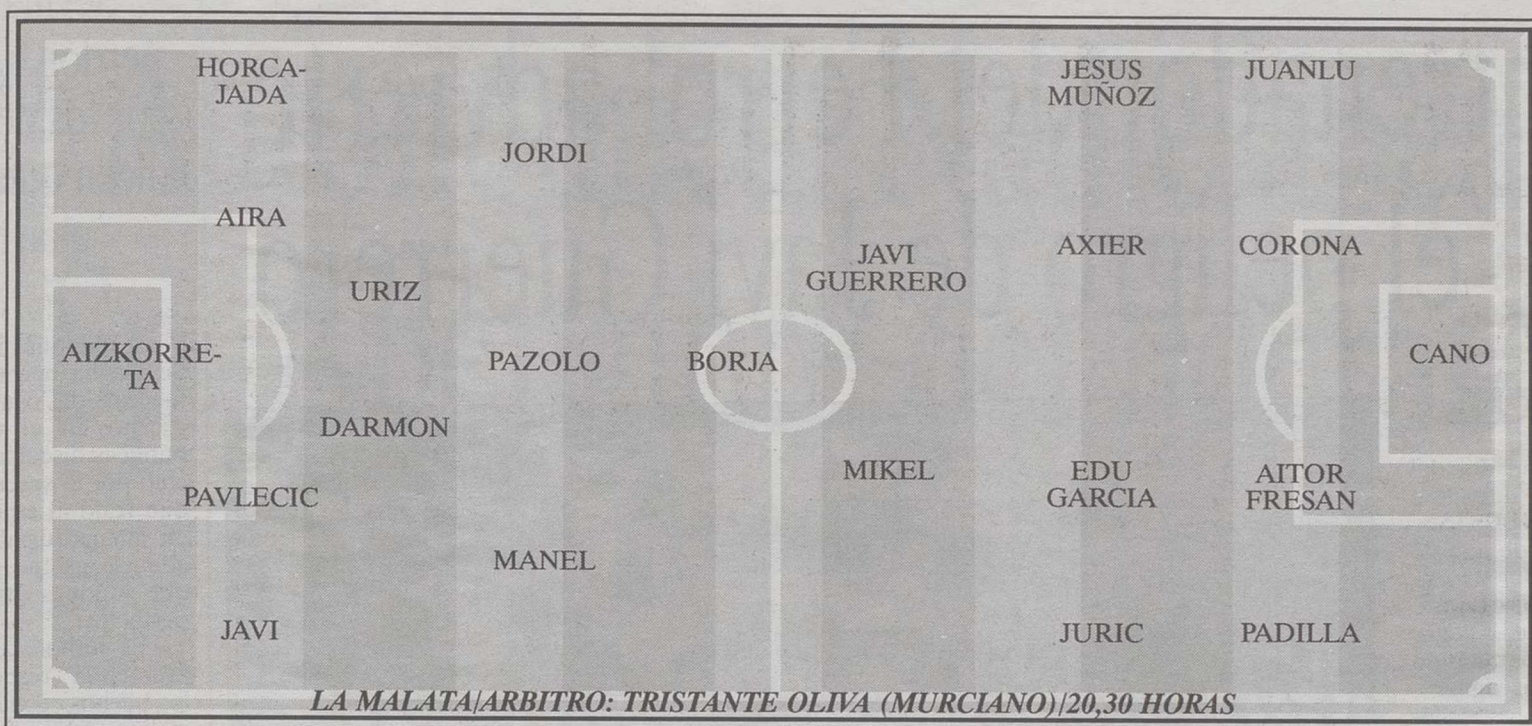 HORCA-
JADA
JESUS
MUÑOZ
JUANLU
JORDI
AIRA
JAVI
GUERRERO
AXIER
CORONA
URIZ
AIZKORRE-
TA
PAZOLO
BORJA
CANO
DARMON
PAVLECIC
MIKEL
EDU
GARCIA
AITOR
FRESAN
MANEL
JAVI
JURIC
PADILLA
LA MALATA/ARBITRO: TRISTANTE OLIVA (MURCIANO)/20,30 HORAS